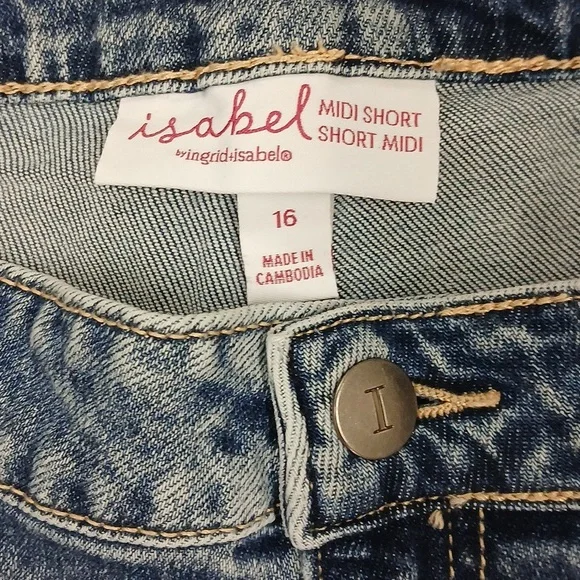 isabel
MIDI SHORT
SHORT MIDI
by ingrid+isabel®
16
MADE IN
CAMBODIA
I